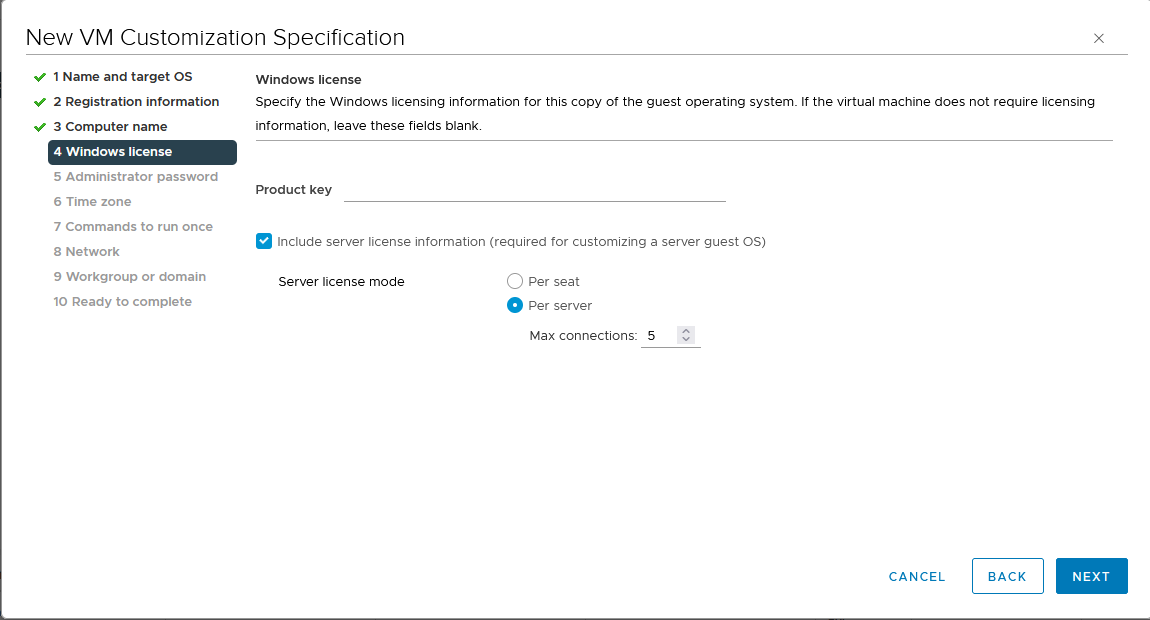 New VM Customization Specification
1 Name and target OS
2 Registration information
3 Computer name
4 Windows license
5 Administrator password
6 Time zone
7 Commands to run once
8 Network
9 Workgroup or domain
10 Ready to complete
Windows license
Specify the Windows licensing information for this copy of the guest operating system. If the virtual machine does not require licensing
information, leave these fields blank.
Product key
Include server license information (required for customizing a server guest OS)
Server license mode
Per seat
Per server
Max connections: 5
CANCEL
BACK
NEXT